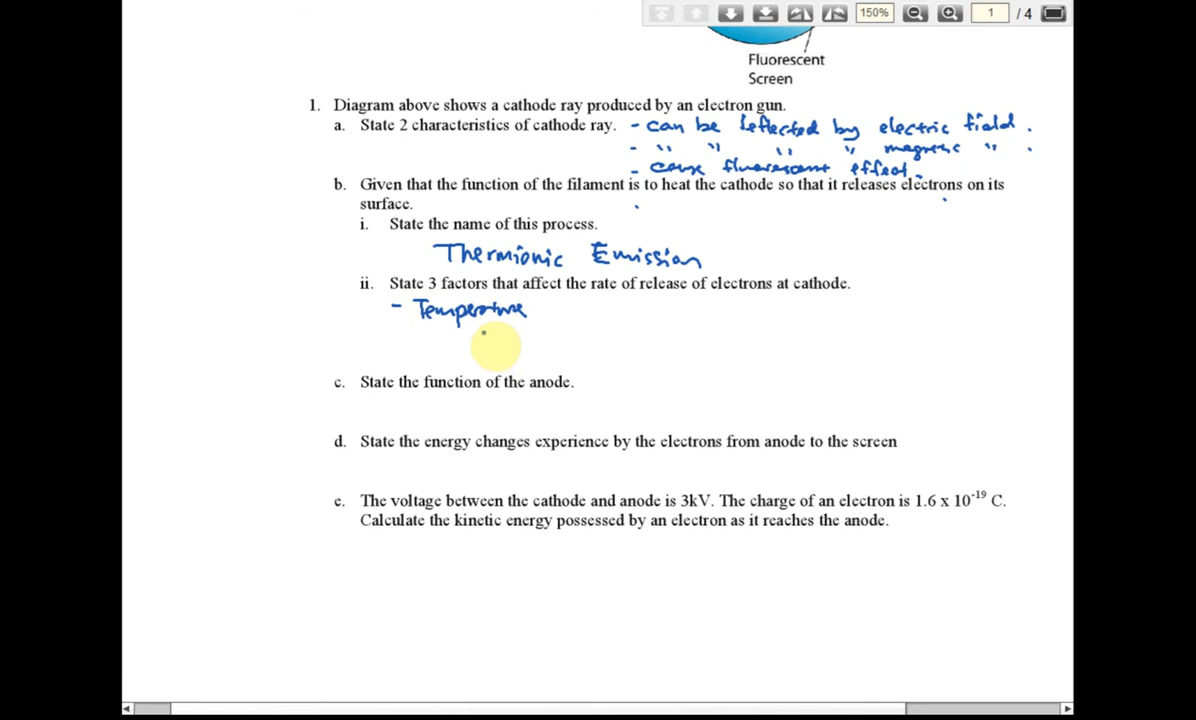 150%
1 / 4
Fluorescent
Screen
1. Diagram above shows a cathode ray produced by an electron gun.
a. State 2 characteristics of cathode ray. - can be deflected by electric field.
- " " " " magnetic " .
- cause fluorescent effect.
b. Given that the function of the filament is to heat the cathode so that it releases electrons on its
surface.
i. State the name of this process.
Thermionic Emission
ii. State 3 factors that affect the rate of release of electrons at cathode.
- Temperature
c. State the function of the anode.
d. State the energy changes experience by the electrons from anode to the screen
e. The voltage between the cathode and anode is 3kV. The charge of an electron is 1.6 x 10⁻¹⁹ C.
Calculate the kinetic energy possessed by an electron as it reaches the anode.